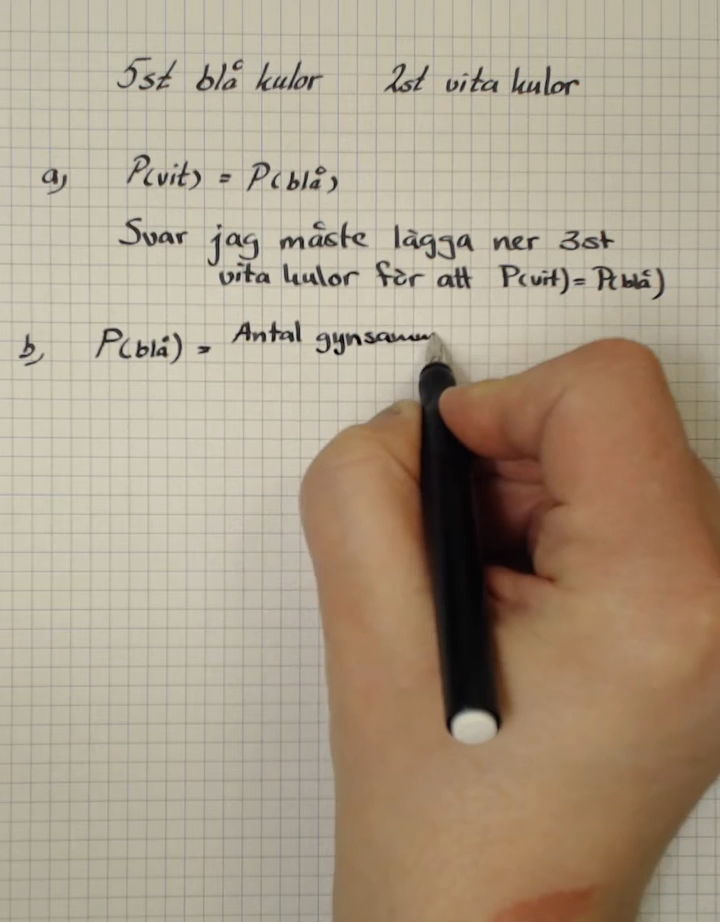 5st blå kulor 2st vita kulor
a) P(vit) = P(blå)
Svar jag måste lägga ner 3st
vita kulor för att P(vit) = P(blå)
b) P(blå) = Antal gynsamm